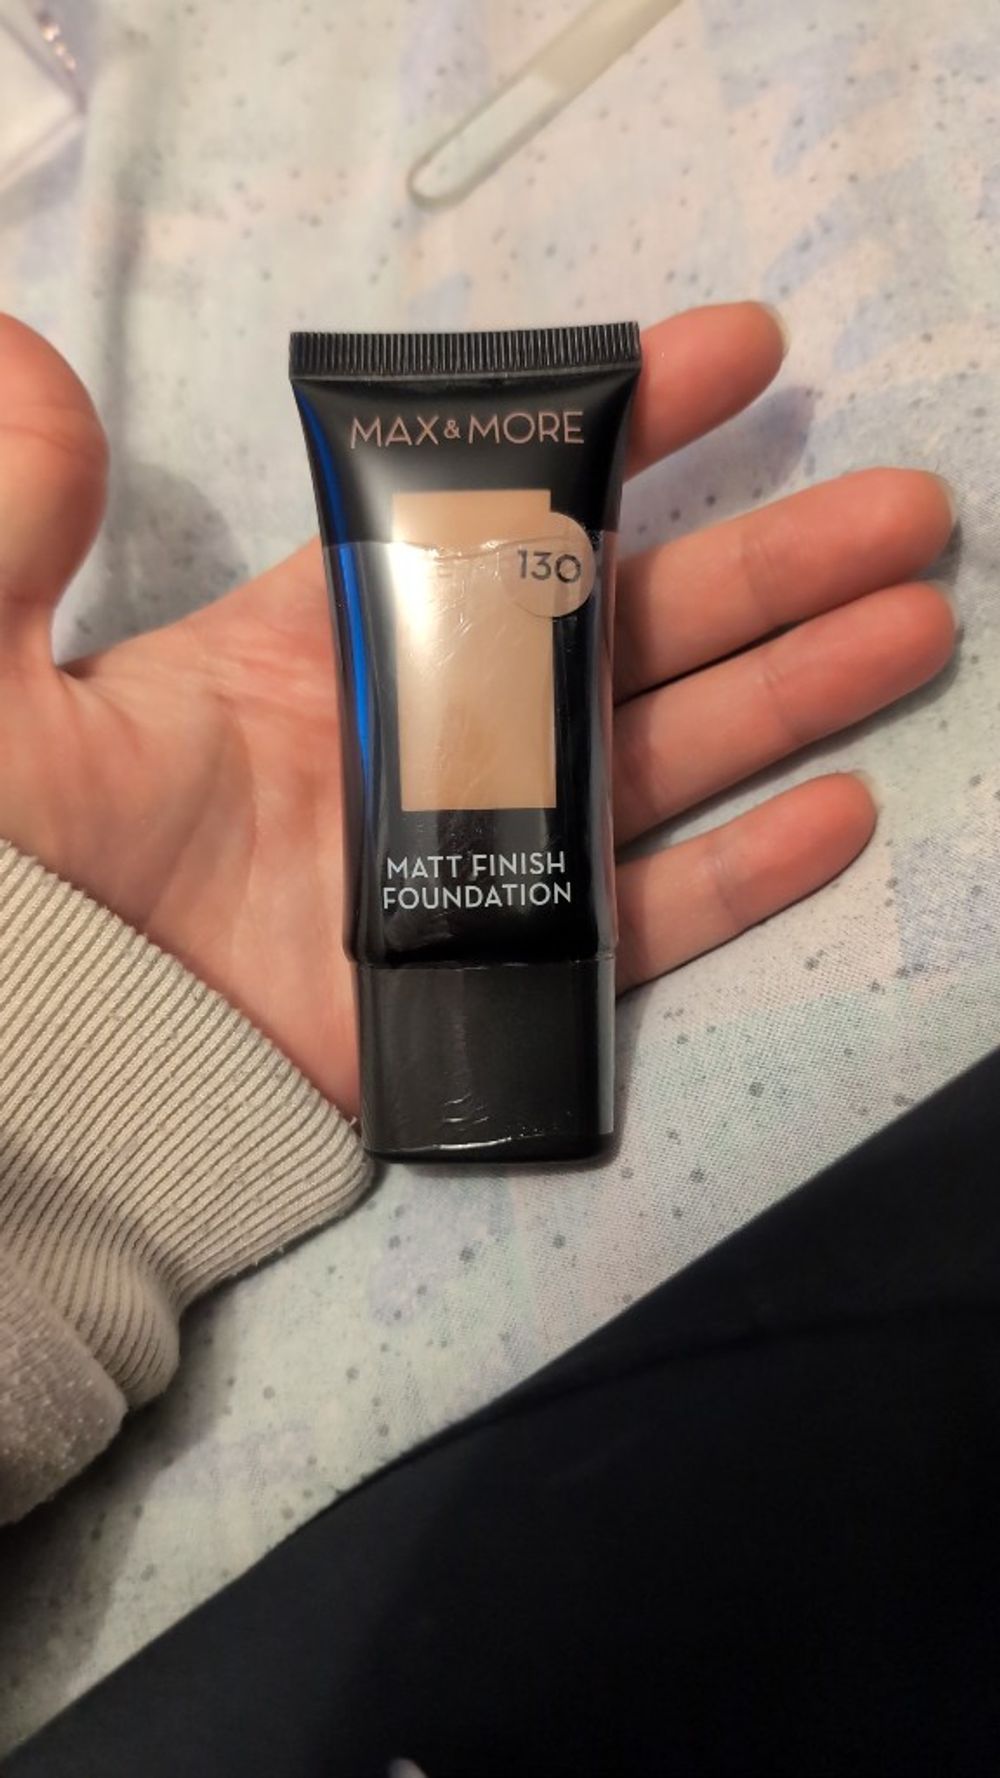 MAX & MORE
130
MATT FINISH
FOUNDATION